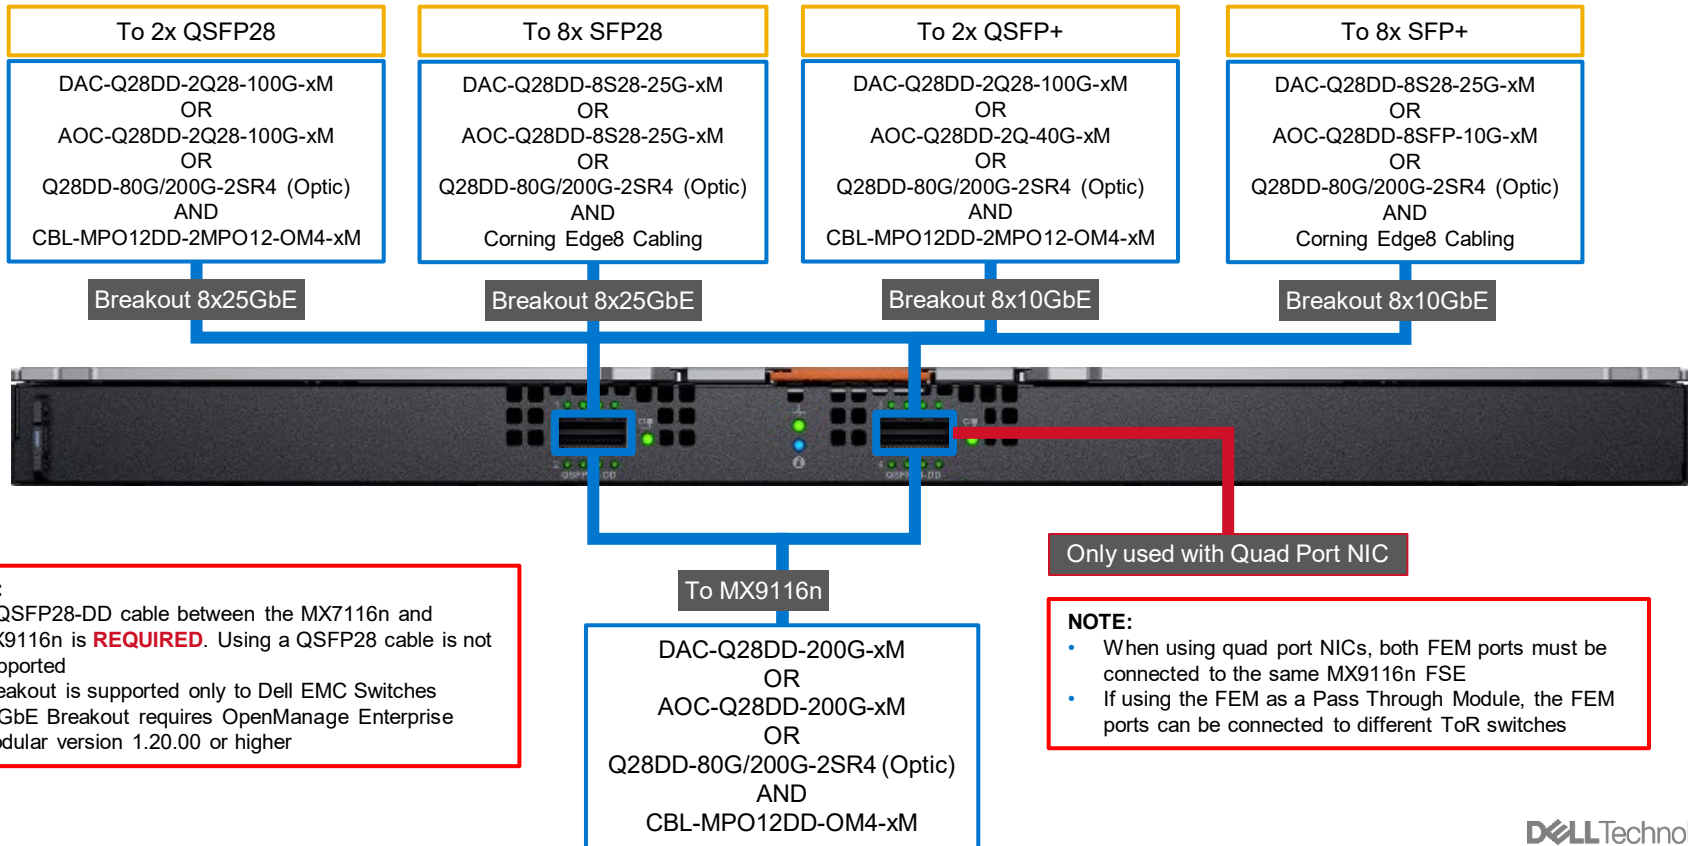 To 2x QSFP28
DAC-Q28DD-2Q28-100G-xM
OR
AOC-Q28DD-2Q28-100G-xM
OR
Q28DD-80G/200G-2SR4 (Optic)
AND
CBL-MPO12DD-2MPO12-OM4-xM
Breakout 8x25GbE
To 8x SFP28
DAC-Q28DD-8S28-25G-xM
OR
AOC-Q28DD-8S28-25G-xM
OR
Q28DD-80G/200G-2SR4 (Optic)
AND
Corning Edge8 Cabling
Breakout 8x25GbE
To 2x QSFP+
DAC-Q28DD-2Q28-100G-xM
OR
AOC-Q28DD-2Q-40G-xM
OR
Q28DD-80G/200G-2SR4 (Optic)
AND
CBL-MPO12DD-2MPO12-OM4-xM
Breakout 8x10GbE
To 8x SFP+
DAC-Q28DD-8S28-25G-xM
OR
AOC-Q28DD-8SFP-10G-xM
OR
Q28DD-80G/200G-2SR4 (Optic)
AND
Corning Edge8 Cabling
Breakout 8x10GbE
:
QSFP28-DD cable between the MX7116n and
X9116n is REQUIRED. Using a QSFP28 cable is not
pported
eakout is supported only to Dell EMC Switches
GbE Breakout requires OpenManage Enterprise
odular version 1.20.00 or higher
To MX9116n
DAC-Q28DD-200G-xM
OR
AOC-Q28DD-200G-xM
OR
Q28DD-80G/200G-2SR4 (Optic)
AND
CBL-MPO12DD-OM4-xM
Only used with Quad Port NIC
NOTE:
• When using quad port NICs, both FEM ports must be
connected to the same MX9116n FSE
• If using the FEM as a Pass Through Module, the FEM
ports can be connected to different ToR switches
DELLTechnol